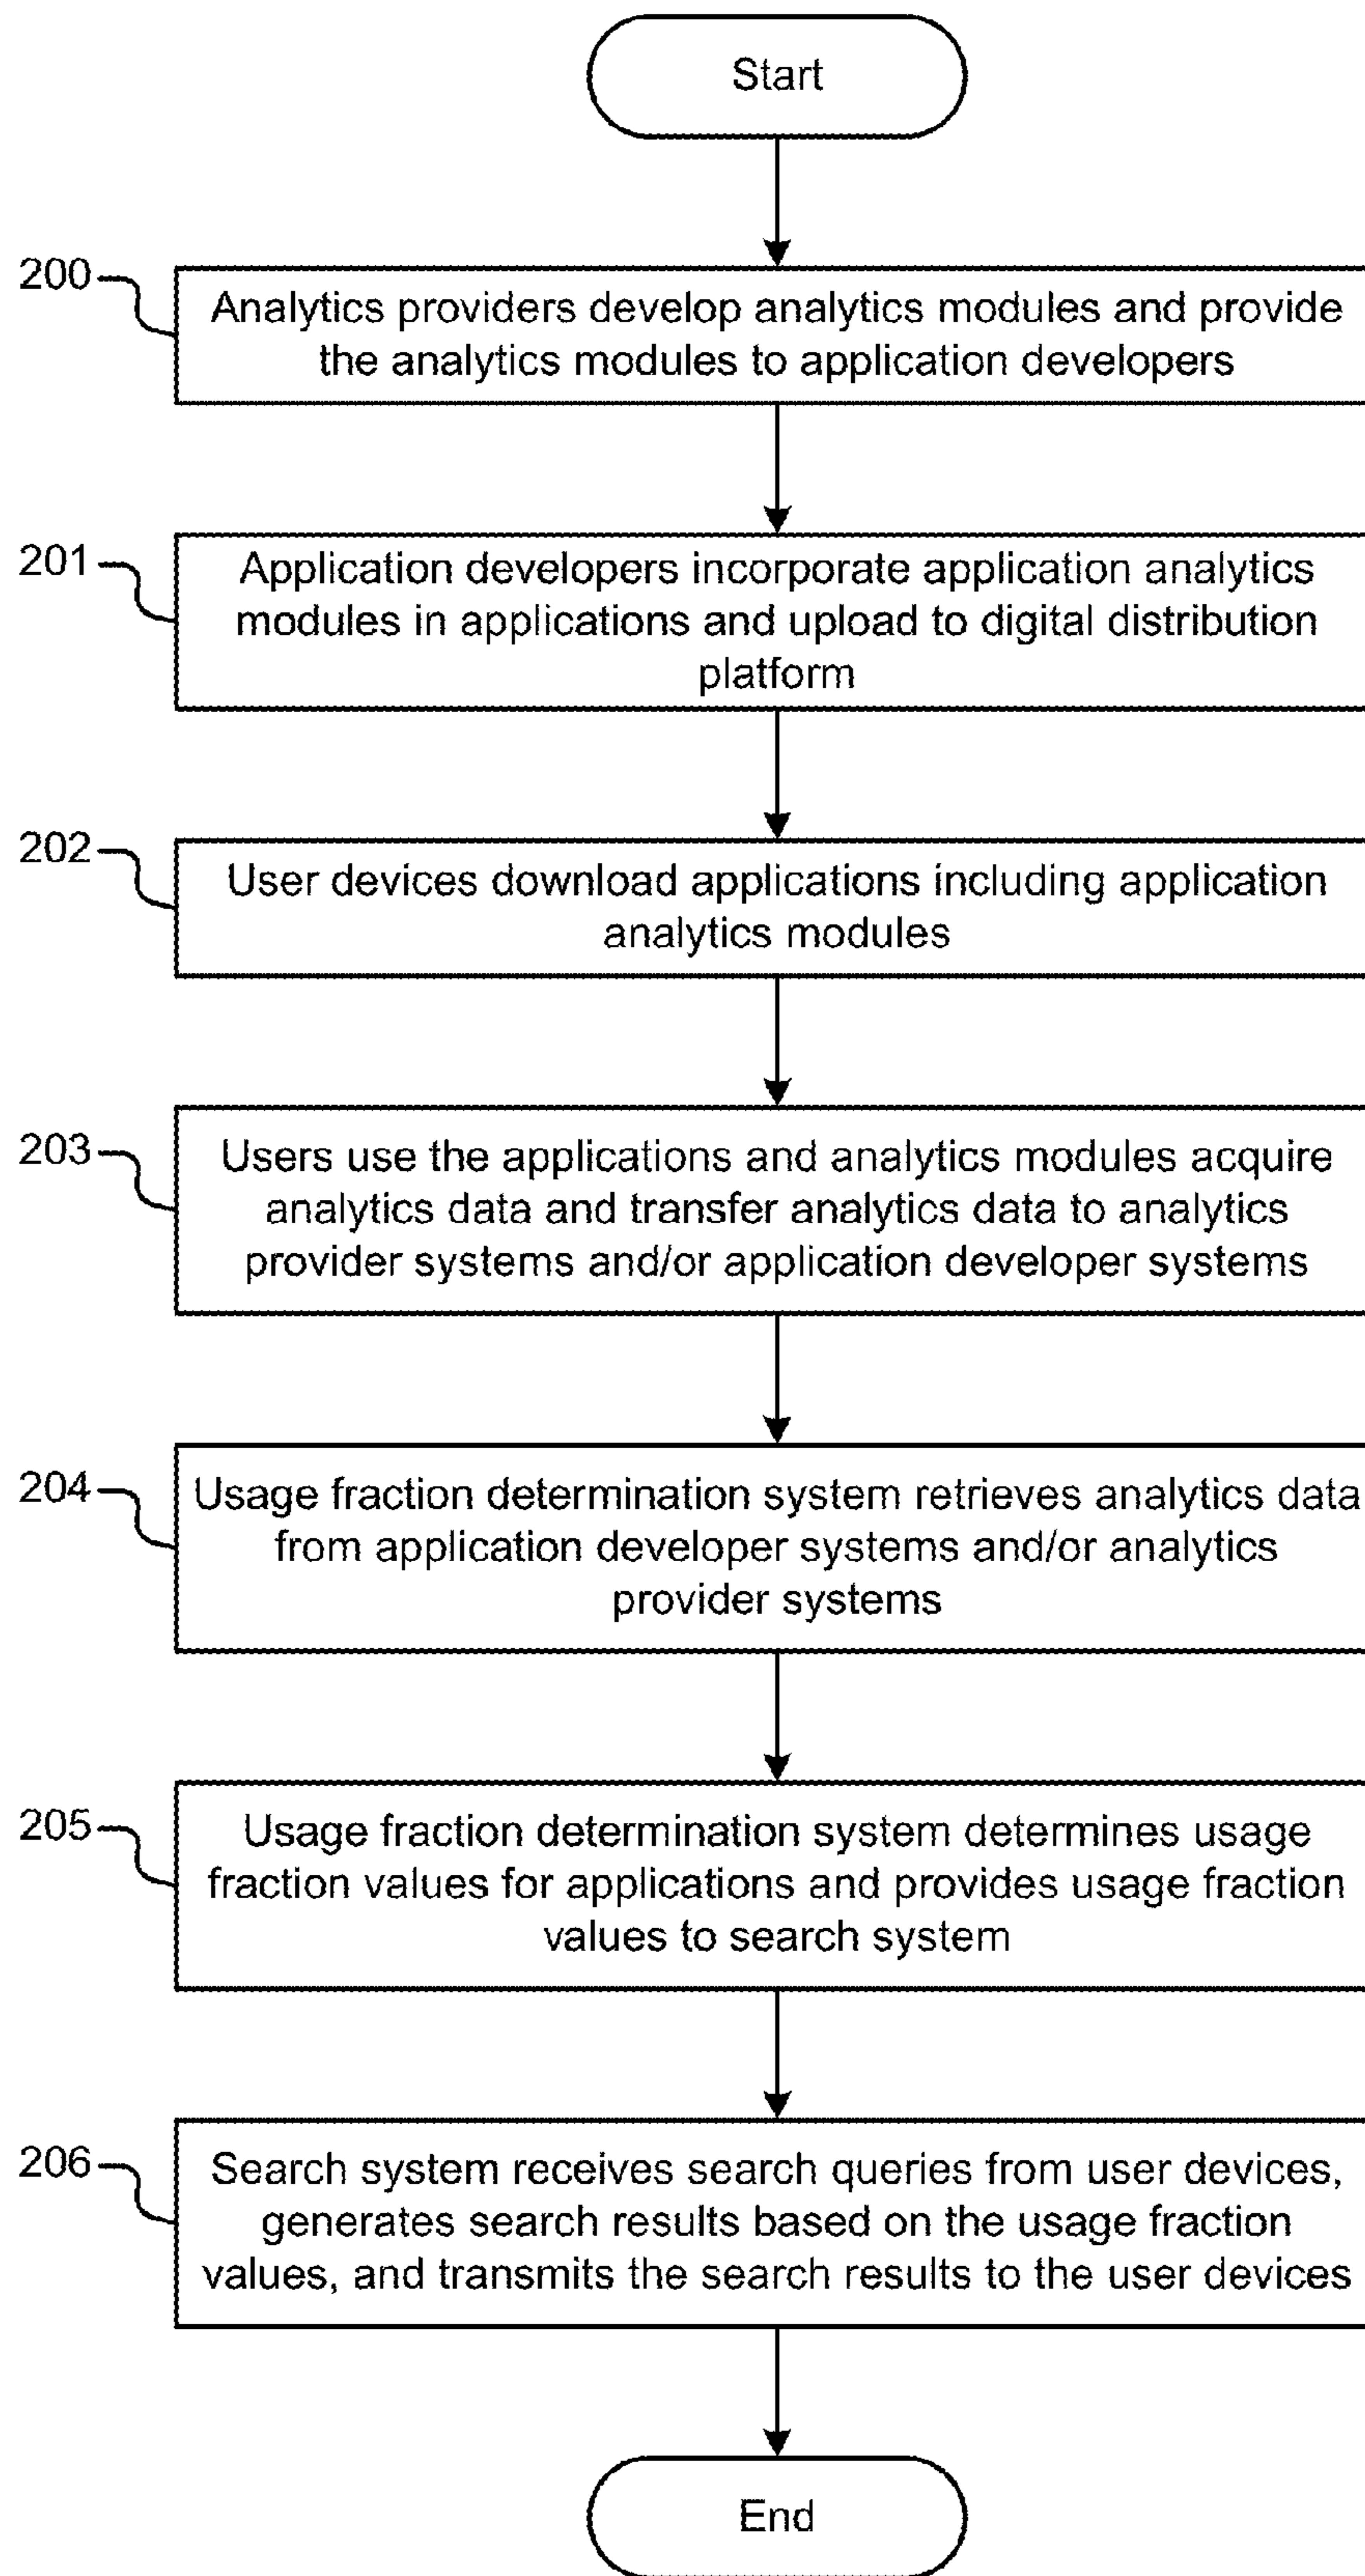 Start
200
Analytics providers develop analytics modules and provide
the analytics modules to application developers
201
Application developers incorporate application analytics
modules in applications and upload to digital distribution
platform
202
User devices download applications including application
analytics modules
203
Users use the applications and analytics modules acquire
analytics data and transfer analytics data to analytics
provider systems and/or application developer systems
204
Usage fraction determination system retrieves analytics data
from application developer systems and/or analytics
provider systems
205
Usage fraction determination system determines usage
fraction values for applications and provides usage fraction
values to search system
206
Search system receives search queries from user devices,
generates search results based on the usage fraction
values, and transmits the search results to the user devices
End